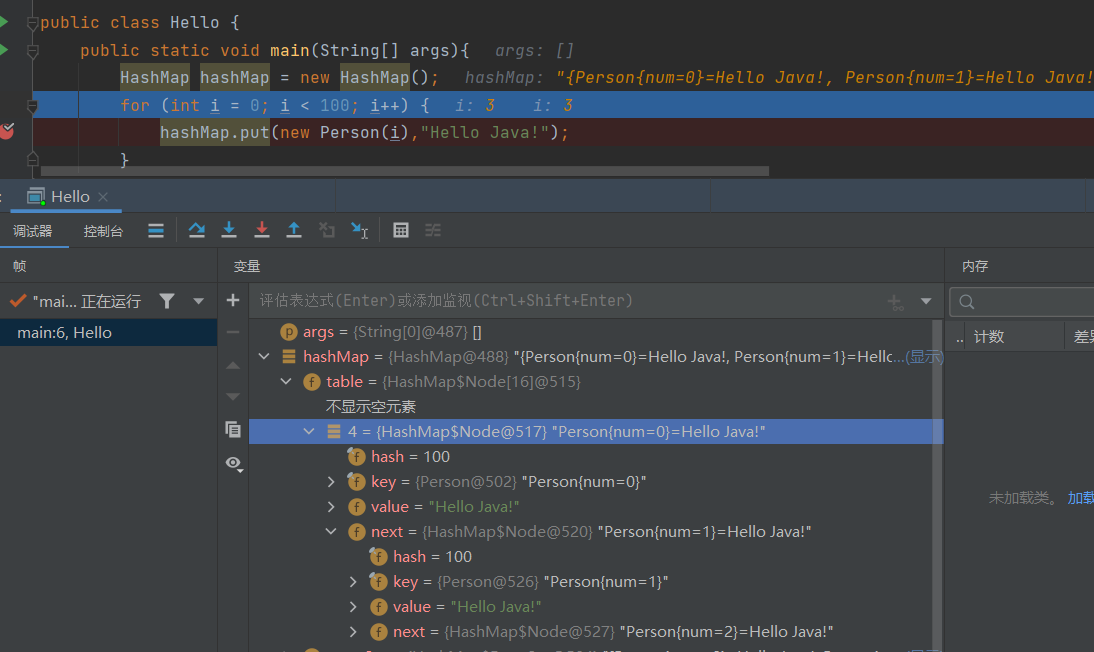 public class Hello {
public static void main(String[] args){ args: []
HashMap hashMap = new HashMap(); hashMap: "{Person{num=0}=Hello Java!, Person{num=1}=Hello Java!
for (int i = 0; i < 100; i++) { i: 3 i: 3
hashMap.put(new Person(i),"Hello Java!");
}
: Hello ×
调试器 控制台
帧 变量 内存
"mai... 正在运行 评估表达式(Enter)或添加监视(Ctrl+Shift+Enter)
main:6, Hello
.. 计数
p args = {String[0]@487} []
hashMap = {HashMap@488} "{Person{num=0}=Hello Java!, Person{num=1}=Hellc...(显示)
f table = {HashMap$Node[16]@515}
不显示空元素
4 = {HashMap$Node@517} "Person{num=0}=Hello Java!"
f hash = 100
f key = {Person@502} "Person{num=0}"
f value = "Hello Java!"
f next = {HashMap$Node@520} "Person{num=1}=Hello Java!"
f hash = 100
f key = {Person@526} "Person{num=1}"
f value = "Hello Java!"
f next = {HashMap$Node@527} "Person{num=2}=Hello Java!"
未加载类。 加载